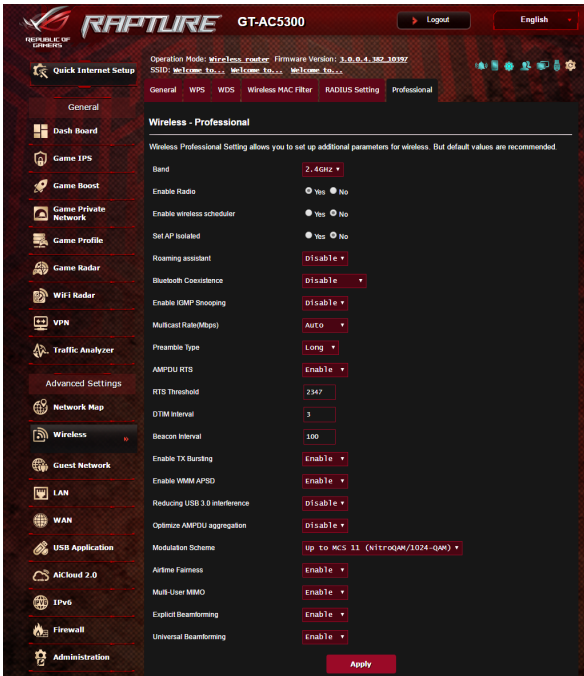 REPUBLIC OF
GAMERS
RAPTURE
GT-AC5300
Logout
English
Quick Internet Setup
Operation Mode: Wireless router Firmware Version: 3.0.0.4.382_10397
SSID: Welcome to... Welcome to... Welcome to...
General WPS WDS Wireless MAC Filter RADIUS Setting Professional
General
Dash Board
Game IPS
Game Boost
Game Private
Network
Game Profile
Game Radar
WiFi Radar
VPN
Traffic Analyzer
Advanced Settings
Network Map
Wireless
Guest Network
LAN
WAN
USB Application
AiCloud 2.0
IPv6
Firewall
Administration
Wireless - Professional
Wireless Professional Setting allows you to set up additional parameters for wireless. But default values are recommended.
Band 2.4GHz
Enable Radio Yes No
Enable wireless scheduler Yes No
Set AP Isolated Yes No
Roaming assistant Disable
Bluetooth Coexistence Disable
Enable IGMP Snooping Disable
Multicast Rate(Mbps) Auto
Preamble Type Long
AMPDU RTS Enable
RTS Threshold 2347
DTIM Interval 3
Beacon Interval 100
Enable TX Bursting Enable
Enable WMM APSD Enable
Reducing USB 3.0 interference Disable
Optimize AMPDU aggregation Disable
Modulation Scheme Up to MCS 11 (NitroQAM/1024-QAM)
Airtime Fairness Enable
Multi-User MIMO Enable
Explicit Beamforming Enable
Universal Beamforming Enable
Apply